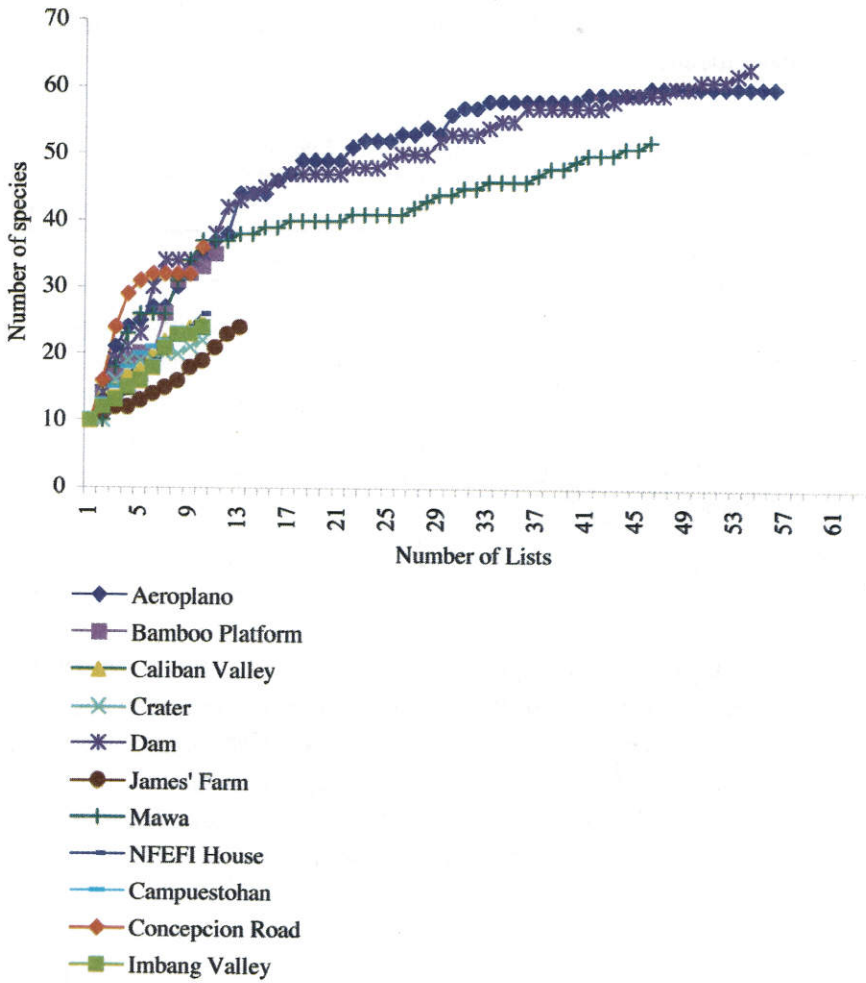 70
60
50
40
30
20
10
0
Number of species
1 5 9 13 17 21 25 29 33 37 41 45 49 53 57 61
Number of Lists
Aeroplano
Bamboo Platform
Caliban Valley
Crater
Dam
James' Farm
Mawa
NFEFI House
Campuestohan
Concepcion Road
Imbang Valley